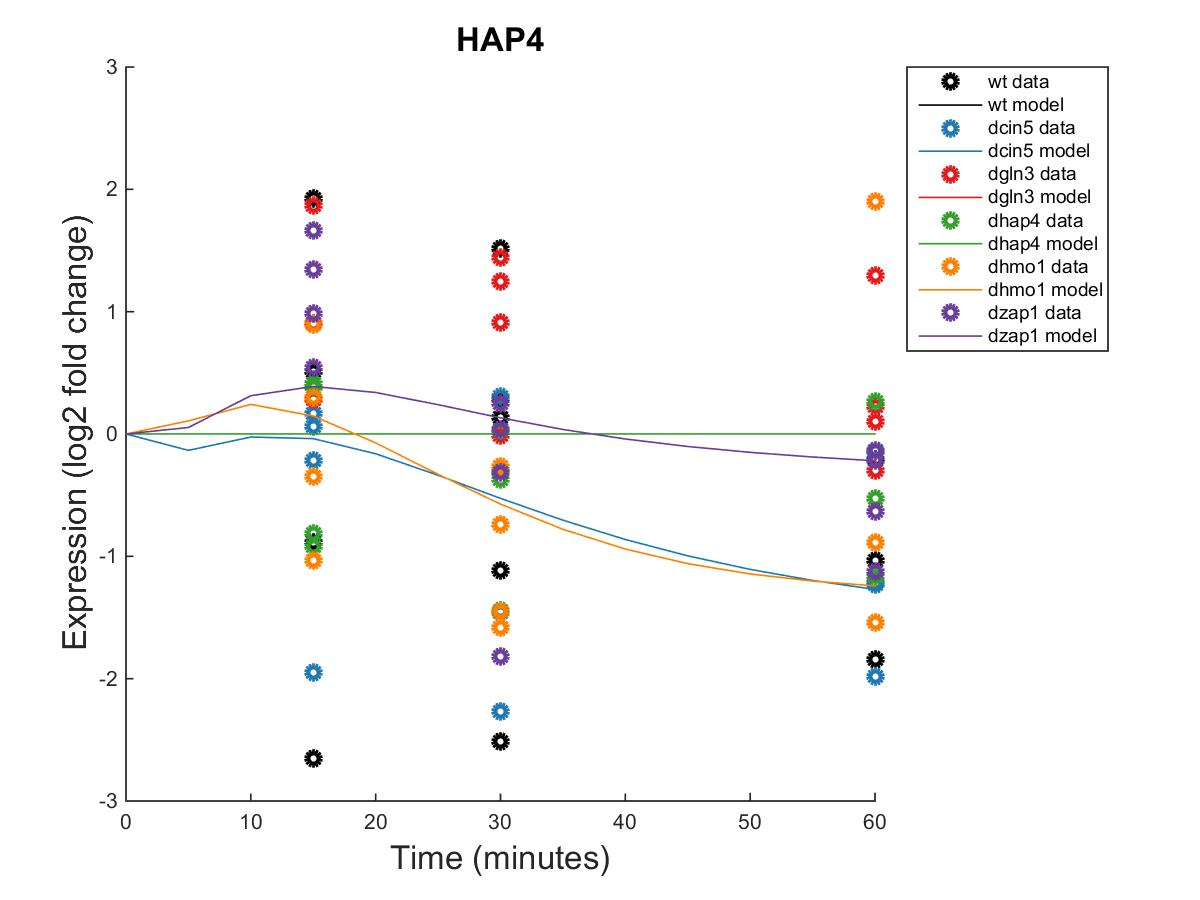 HAP4
Expression (log2 fold change)
3
2
1
0
-1
-2
-3
0 10 20 30 40 50 60
Time (minutes)
wt data
wt model
dcin5 data
dcin5 model
dgln3 data
dgln3 model
dhap4 data
dhap4 model
dhmo1 data
dhmo1 model
dzap1 data
dzap1 model